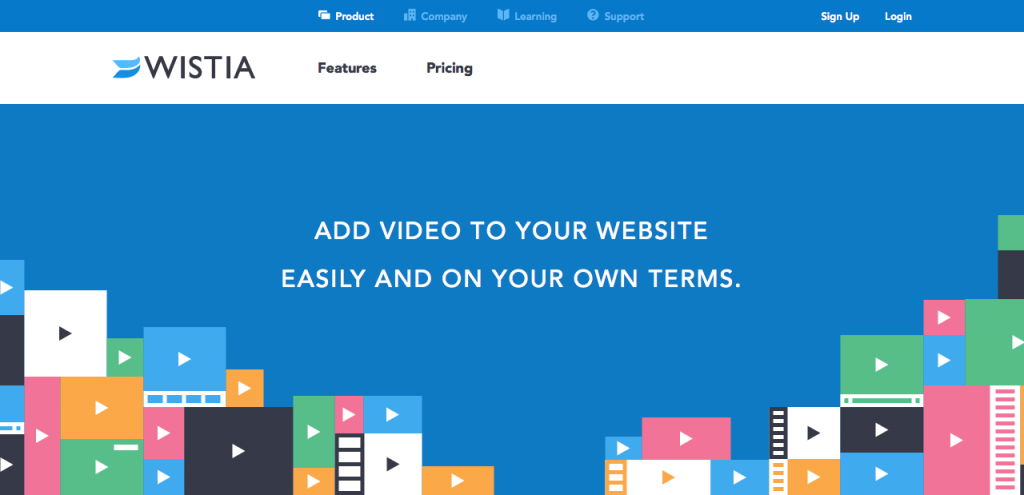 Product Company Learning Support Sign Up Login
WISTIA Features Pricing
ADD VIDEO TO YOUR WEBSITE
EASILY AND ON YOUR OWN TERMS.